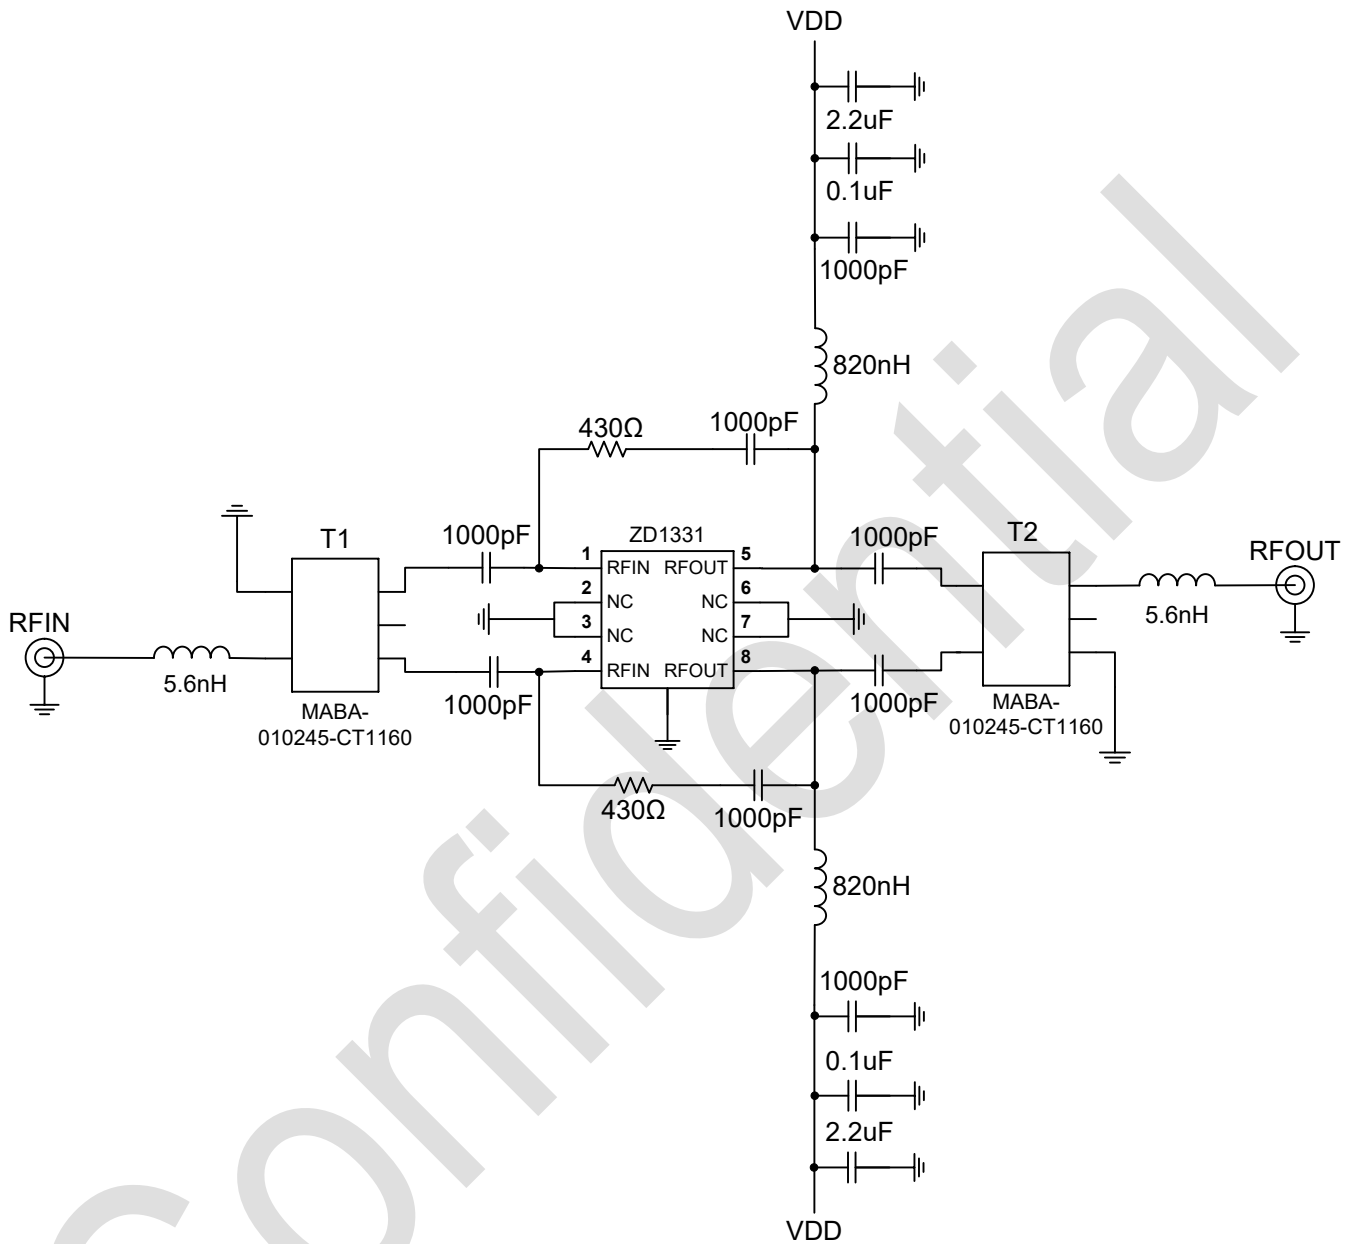 VDD
2.2uF
0.1uF
1000pF
820nH
430Ω
1000pF
1000pF
ZD1331
1000pF
T1
T2
RFOUT
RFIN
1
RFIN
RFOUT
5
2
NC
NC
6
3
NC
NC
7
4
RFIN
RFOUT
8
5.6nH
5.6nH
1000pF
1000pF
MABA-
010245-CT1160
MABA-
010245-CT1160
430Ω
1000pF
820nH
1000pF
0.1uF
2.2uF
VDD
Confidential